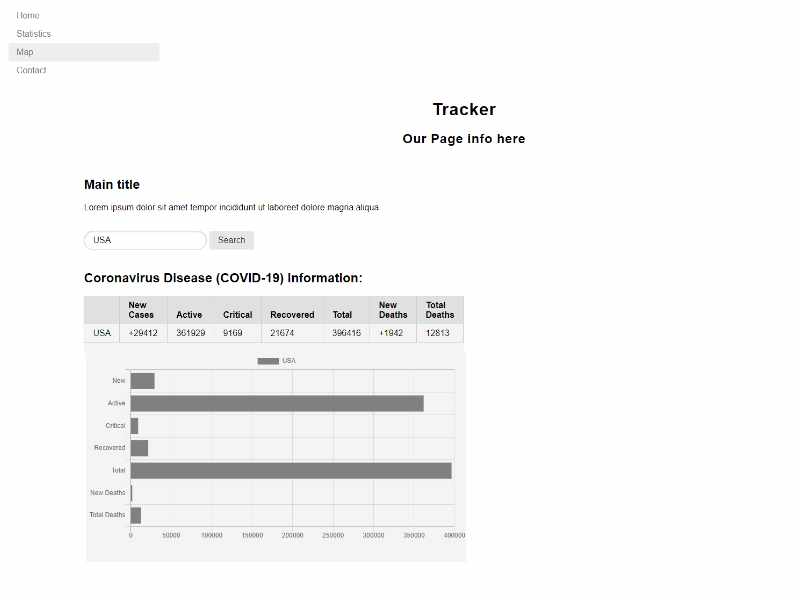 Home
Statistics
Map
Contact
Tracker
Our Page info here
Main title
Lorem ipsum dolor sit amet tempor incididunt ut laboreet dolore magna aliqua.
USA Search
Coronavirus Disease (COVID-19) information:
New Cases Active Critical Recovered Total New Deaths Total Deaths
USA +29412 361929 9169 21674 396416 +1942 12813
USA
New
Active
Critical
Recovered
Total
New Deaths
Total Deaths
0 50000 100000 150000 200000 250000 300000 350000 400000